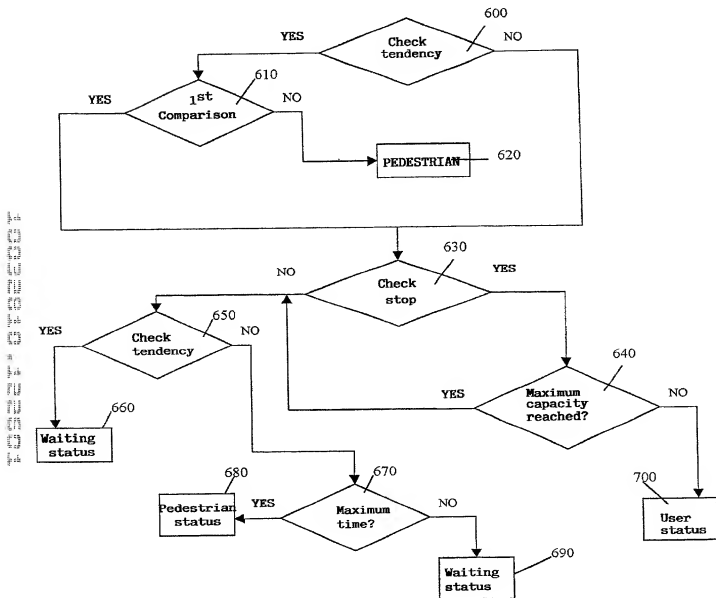 600
YES
Check
tendency
NO
610
YES
1st
Comparison
NO
PEDESTRIAN
620
630
NO
Check
stop
YES
650
YES
Check
tendency
NO
640
YES
Maximum
capacity
reached?
NO
660
Waiting
status
680
670
700
Pedestrian
status
YES
Maximum
time?
NO
User
status
690
Waiting
status